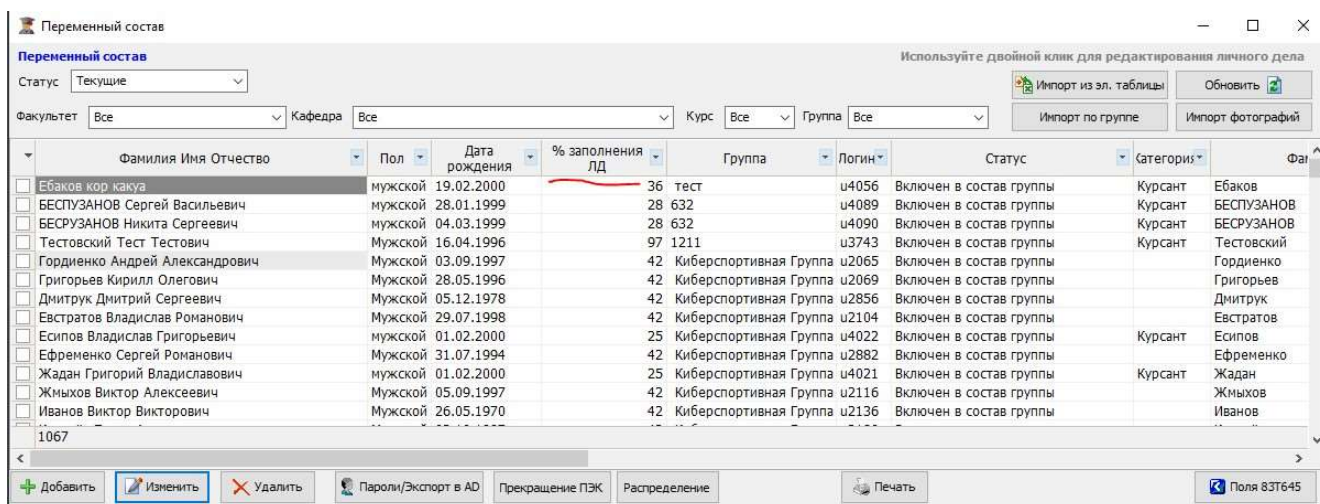 Переменный состав
Переменный состав
Используйте двойной клик для редактирования личного дела
Статус Текущие
Импорт из эл. таблицы Обновить
Факультет Все Кафедра Все Курс Все Группа Все Импорт по группе Импорт фотографий
Фамилия Имя Отчество Пол Дата рождения % заполнения ЛД Группа Логин Статус Категория
Ебаков кор какуа мужской 19.02.2000 36 тест u4056 Включен в состав группы Курсант Ебаков
БЕСПУЗАНОВ Сергей Васильевич мужской 28.01.1999 28 632 u4089 Включен в состав группы Курсант БЕСПУЗАНОВ
БЕСРУЗАНОВ Никита Сергеевич мужской 04.03.1999 28 632 u4090 Включен в состав группы Курсант БЕСРУЗАНОВ
Тестовский Тест Тестович Мужской 16.04.1996 97 1211 u3743 Включен в состав группы Курсант Тестовский
Гордиенко Андрей Александрович Мужской 03.09.1997 42 Киберспортивная Группа u2065 Включен в состав группы Гордиенко
Григорьев Кирилл Олегович Мужской 28.05.1996 42 Киберспортивная Группа u2069 Включен в состав группы Григорьев
Дмитрук Дмитрий Сергеевич Мужской 05.12.1978 42 Киберспортивная Группа u2856 Включен в состав группы Дмитрук
Евстратов Владислав Романович Мужской 29.07.1998 42 Киберспортивная Группа u2104 Включен в состав группы Евстратов
Есипов Владислав Григорьевич мужской 01.02.2000 25 Киберспортивная Группа u4022 Включен в состав группы Курсант Есипов
Ефременко Сергей Романович Мужской 31.07.1994 42 Киберспортивная Группа u2882 Включен в состав группы Ефременко
Жадан Григорий Владиславович мужской 01.02.2000 25 Киберспортивная Группа u4021 Включен в состав группы Курсант Жадан
Жмыхов Виктор Алексеевич Мужской 05.09.1997 42 Киберспортивная Группа u2116 Включен в состав группы Жмыхов
Иванов Виктор Викторович Мужской 26.05.1970 42 Киберспортивная Группа u2136 Включен в состав группы Иванов
1067
Добавить Изменить Удалить Пароли/Экспорт в AD Прекращение ПЭК Распределение Печать Поля 83Т645